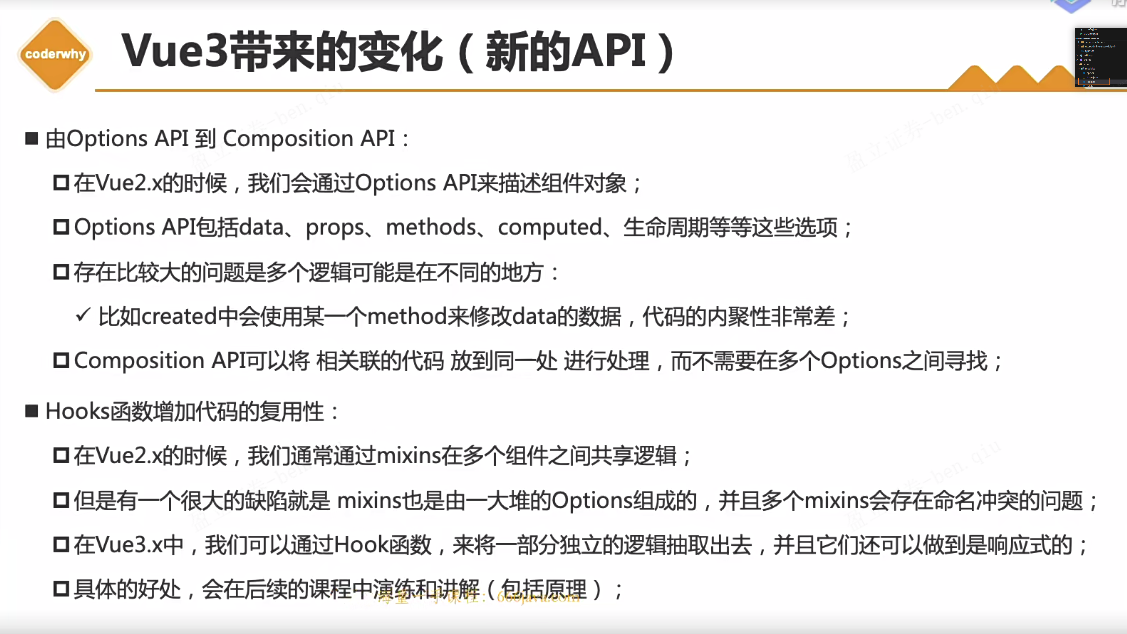 coderwhy
Vue3带来的变化（新的API）
■ 由Options API 到 Composition API：
在Vue2.x的时候，我们会通过Options API来描述组件对象；
Options API包括data、props、methods、computed、生命周期等等这些选项；
存在比较大的问题是多个逻辑可能是在不同的地方：
✓ 比如created中会使用某一个method来修改data的数据，代码的内聚性非常差；
Composition API可以将 相关联的代码 放到同一处 进行处理，而不需要在多个Options之间寻找；
■ Hooks函数增加代码的复用性：
在Vue2.x的时候，我们通常通过mixins在多个组件之间共享逻辑；
但是有一个很大的缺陷就是 mixins也是由一大堆的Options组成的，并且多个mixins会存在命名冲突的问题；
在Vue3.x中，我们可以通过Hook函数，来将一部分独立的逻辑抽取出去，并且它们还可以做到是响应式的；
具体的好处，会在后续的课程中演练和讲解（包括原理）；